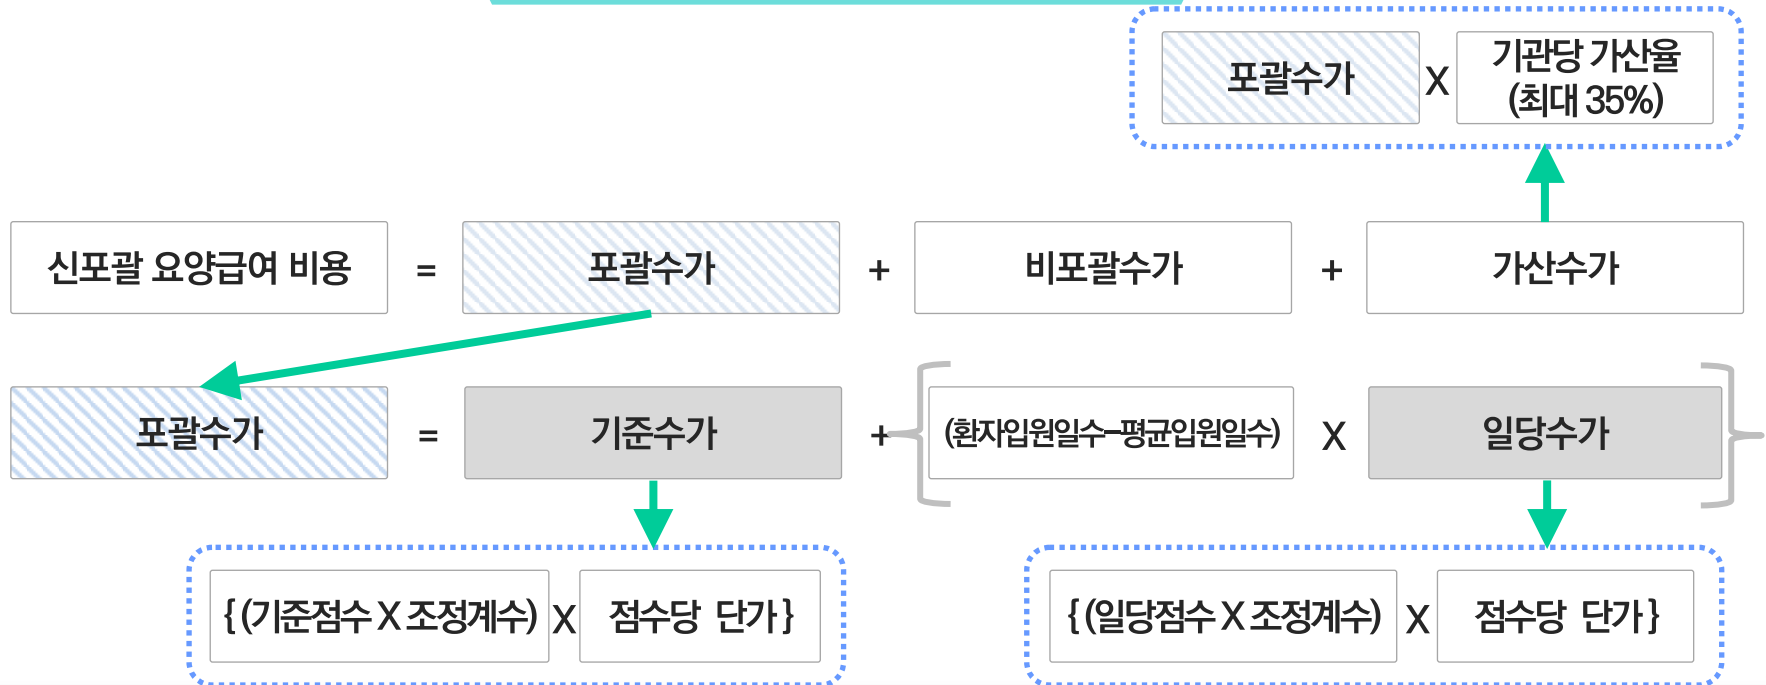 포괄수가 X 기관당 가산율
(최대 35%)
신포괄 요양급여 비용 = 포괄수가 + 비포괄수가 + 가산수가
포괄수가 = 기준수가 + (환자입원일수-평균입원일수) X 일당수가
{(기준점수 X 조정계수) X 점수당 단가}
{(일당점수 X 조정계수) X 점수당 단가}